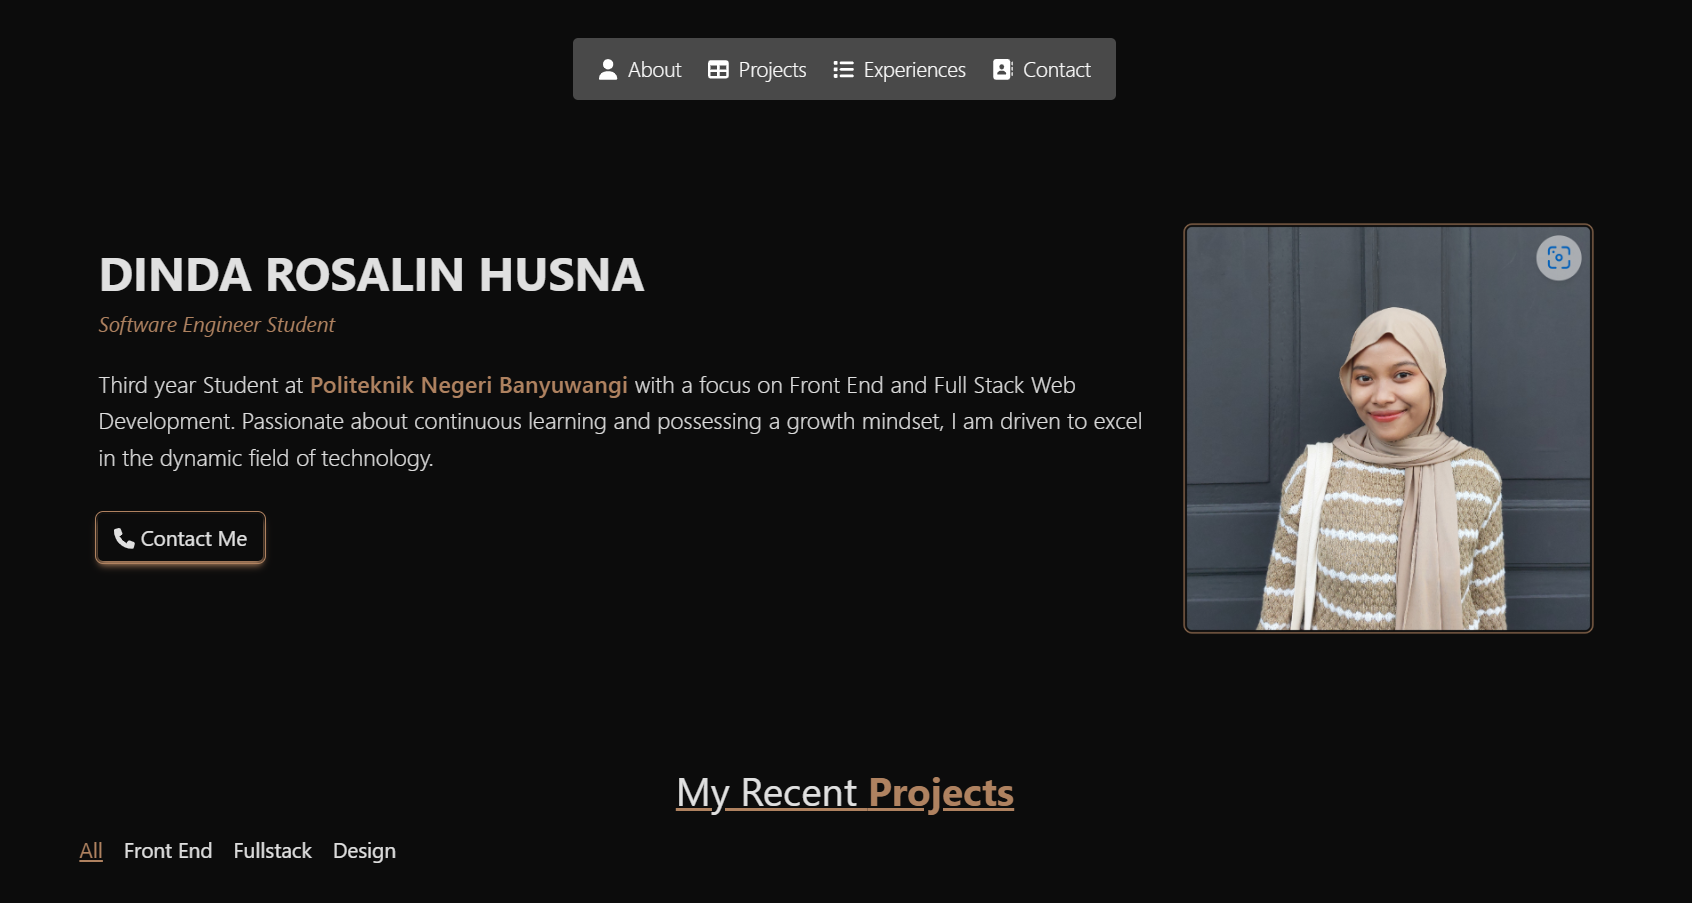 About Projects Experiences Contact
DINDA ROSALIN HUSNA
Software Engineer Student
Third year Student at Politeknik Negeri Banyuwangi with a focus on Front End and Full Stack Web
Development. Passionate about continuous learning and possessing a growth mindset, I am driven to excel
in the dynamic field of technology.
Contact Me
My Recent Projects
All Front End Fullstack Design